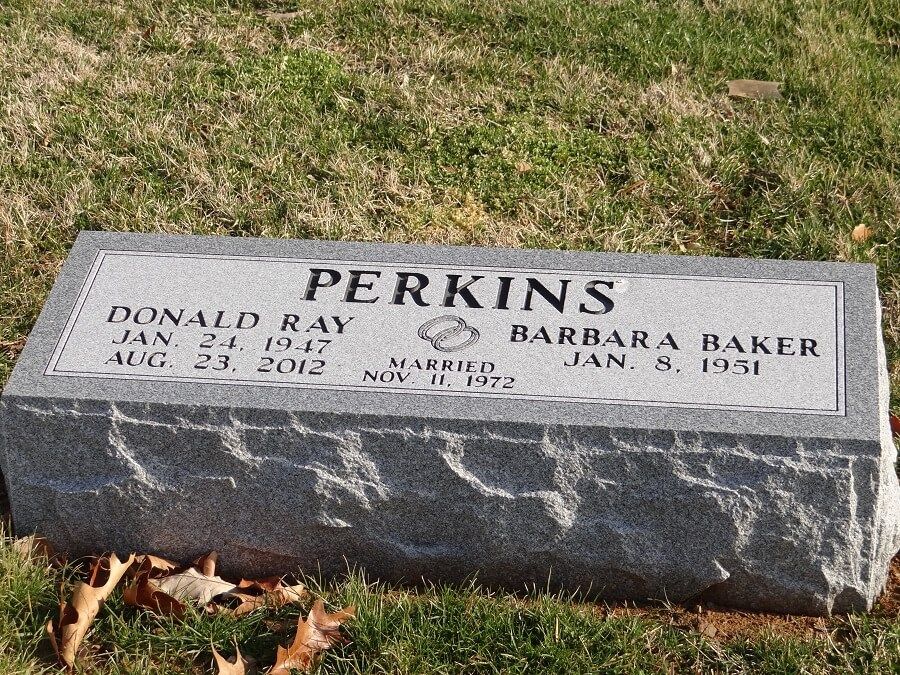 PERKINS
DONALD RAY
JAN. 24, 1947
AUG. 23, 2012
MARRIED
NOV. 11, 1972
BARBARA BAKER
JAN. 8, 1951